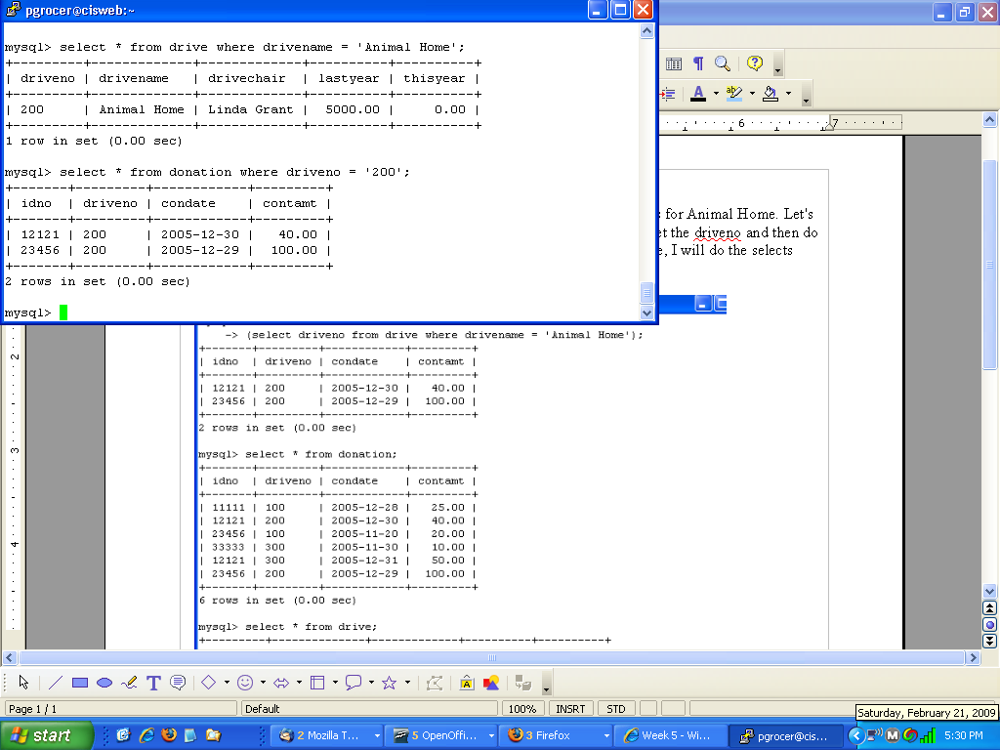 pgrocer@cisweb:~
mysql> select * from drive where drivename = 'Animal Home';
+---------+-------------+-------------+----------+----------+
| driveno | drivename   | drivechair  | lastyear | thisyear |
+---------+-------------+-------------+----------+----------+
| 200     | Animal Home | Linda Grant |  5000.00 |     0.00 |
+---------+-------------+-------------+----------+----------+
1 row in set (0.00 sec)
mysql> select * from donation where driveno = '200';
+-------+---------+------------+---------+
| idno  | driveno | condate    | contamt |
+-------+---------+------------+---------+
| 12121 | 200     | 2005-12-30 |   40.00 |
| 23456 | 200     | 2005-12-29 |  100.00 |
+-------+---------+------------+---------+
2 rows in set (0.00 sec)
mysql>
6 7
for Animal Home. Let's
the driveno and then do
I will do the selects
-> (select driveno from drive where drivename = 'Animal Home');
+-------+---------+------------+---------+
| idno  | driveno | condate    | contamt |
+-------+---------+------------+---------+
| 12121 | 200     | 2005-12-30 |   40.00 |
| 23456 | 200     | 2005-12-29 |  100.00 |
+-------+---------+------------+---------+
2 rows in set (0.00 sec)
mysql> select * from donation;
+-------+---------+------------+---------+
| idno  | driveno | condate    | contamt |
+-------+---------+------------+---------+
| 11111 | 100     | 2005-12-28 |   25.00 |
| 12121 | 200     | 2005-12-30 |   40.00 |
| 23456 | 100     | 2005-11-20 |   20.00 |
| 33333 | 300     | 2005-11-30 |   10.00 |
| 12121 | 300     | 2005-12-31 |   50.00 |
| 23456 | 200     | 2005-12-29 |  100.00 |
+-------+---------+------------+---------+
6 rows in set (0.00 sec)
mysql> select * from drive;
+---------+-------------+-------------+----------+----------+
2
3
4
Page 1 / 1
Default
100%
INSRT
STD
Saturday, February 21, 2009
start
2 Mozilla T...
5 OpenOffi...
3 Firefox
Week 5 - Wi...
pgrocer@cis...
5:30 PM